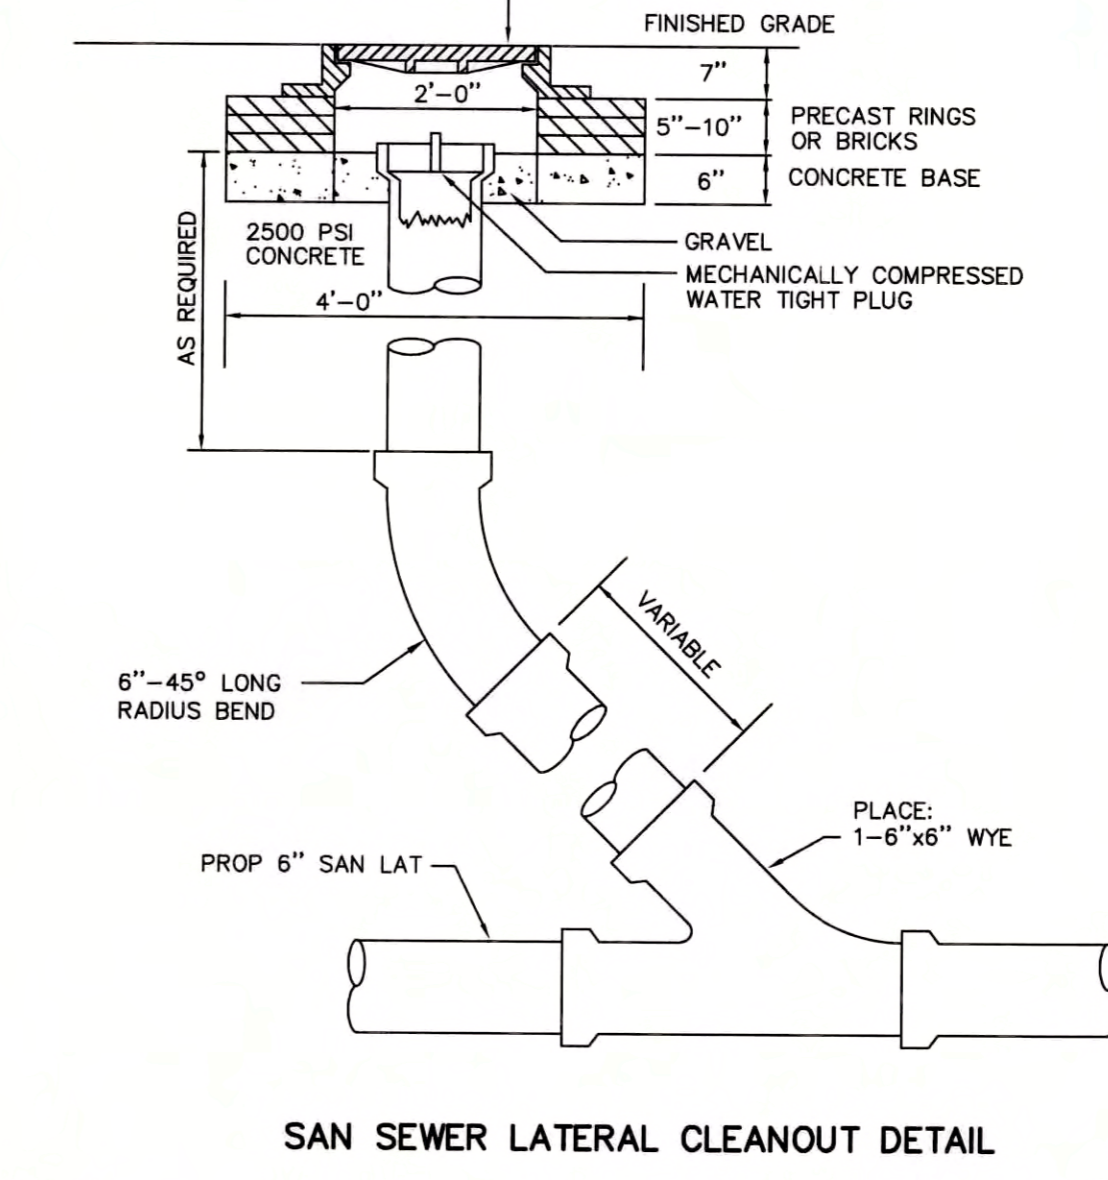 FINISHED GRADE
7"
2'-0"
5"-10"
PRECAST RINGS
OR BRICKS
6"
CONCRETE BASE
AS REQUIRED
2500 PSI
CONCRETE
GRAVEL
MECHANICALLY COMPRESSED
WATER TIGHT PLUG
4'-0"
VARIABLE
6"-45° LONG
RADIUS BEND
PLACE:
1-6"x6" WYE
PROP 6" SAN LAT
SAN SEWER LATERAL CLEANOUT DETAIL